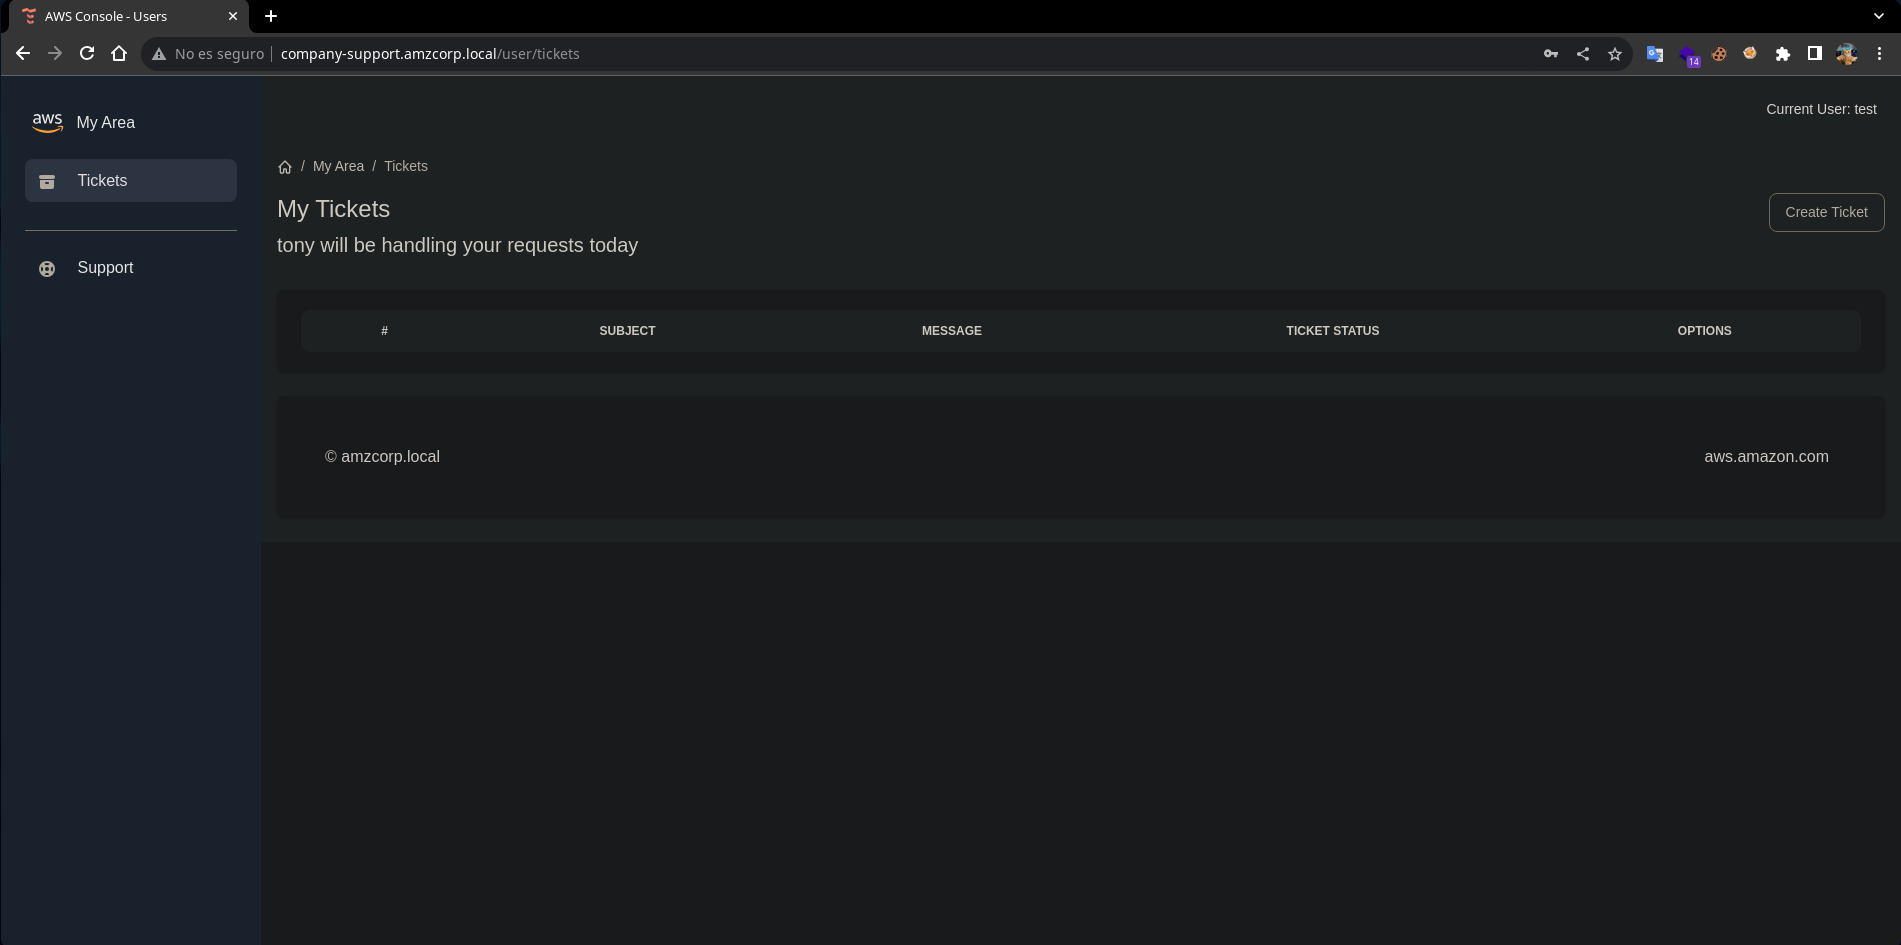 AWS Console - Users
No es seguro company-support.amzcorp.local/user/tickets
14
aws My Area
Current User: test
Tickets
/ My Area / Tickets
My Tickets
Create Ticket
tony will be handling your requests today
Support
# SUBJECT MESSAGE TICKET STATUS OPTIONS
© amzcorp.local aws.amazon.com